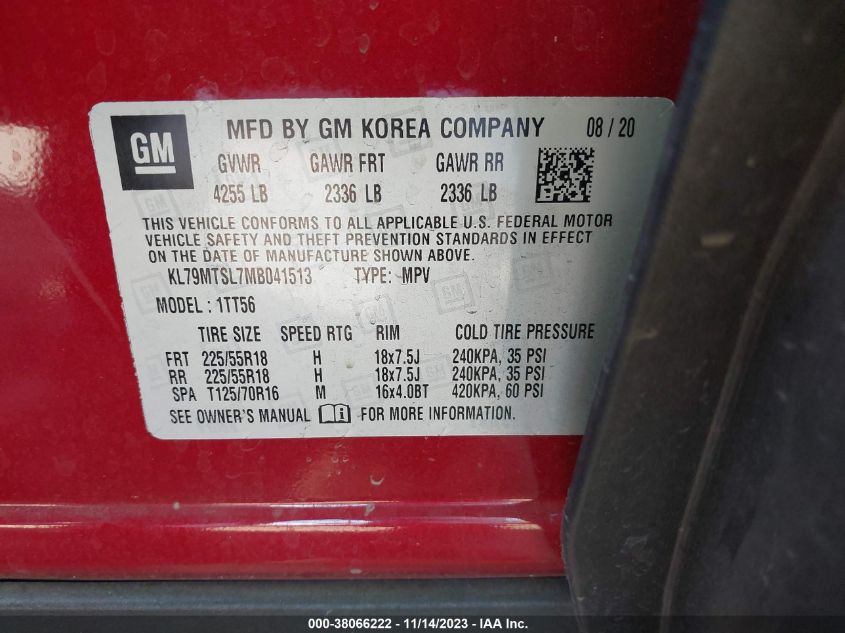 GM MFD BY GM KOREA COMPANY 08 / 20
GVWR GAWR FRT GAWR RR
4255 LB 2336 LB 2336 LB
THIS VEHICLE CONFORMS TO ALL APPLICABLE U.S. FEDERAL MOTOR
VEHICLE SAFETY AND THEFT PREVENTION STANDARDS IN EFFECT
ON THE DATE OF MANUFACTURE SHOWN ABOVE.
KL79MTSL7MB041513 TYPE: MPV
MODEL : 1TT56
TIRE SIZE SPEED RTG RIM COLD TIRE PRESSURE
FRT 225/55R18 H 18x7.5J 240KPA, 35 PSI
RR 225/55R18 H 18x7.5J 240KPA, 35 PSI
SPA T125/70R16 M 16x4.0BT 420KPA, 60 PSI
SEE OWNER'S MANUAL i FOR MORE INFORMATION.
000-38066222 - 11/14/2023 - IAA Inc.